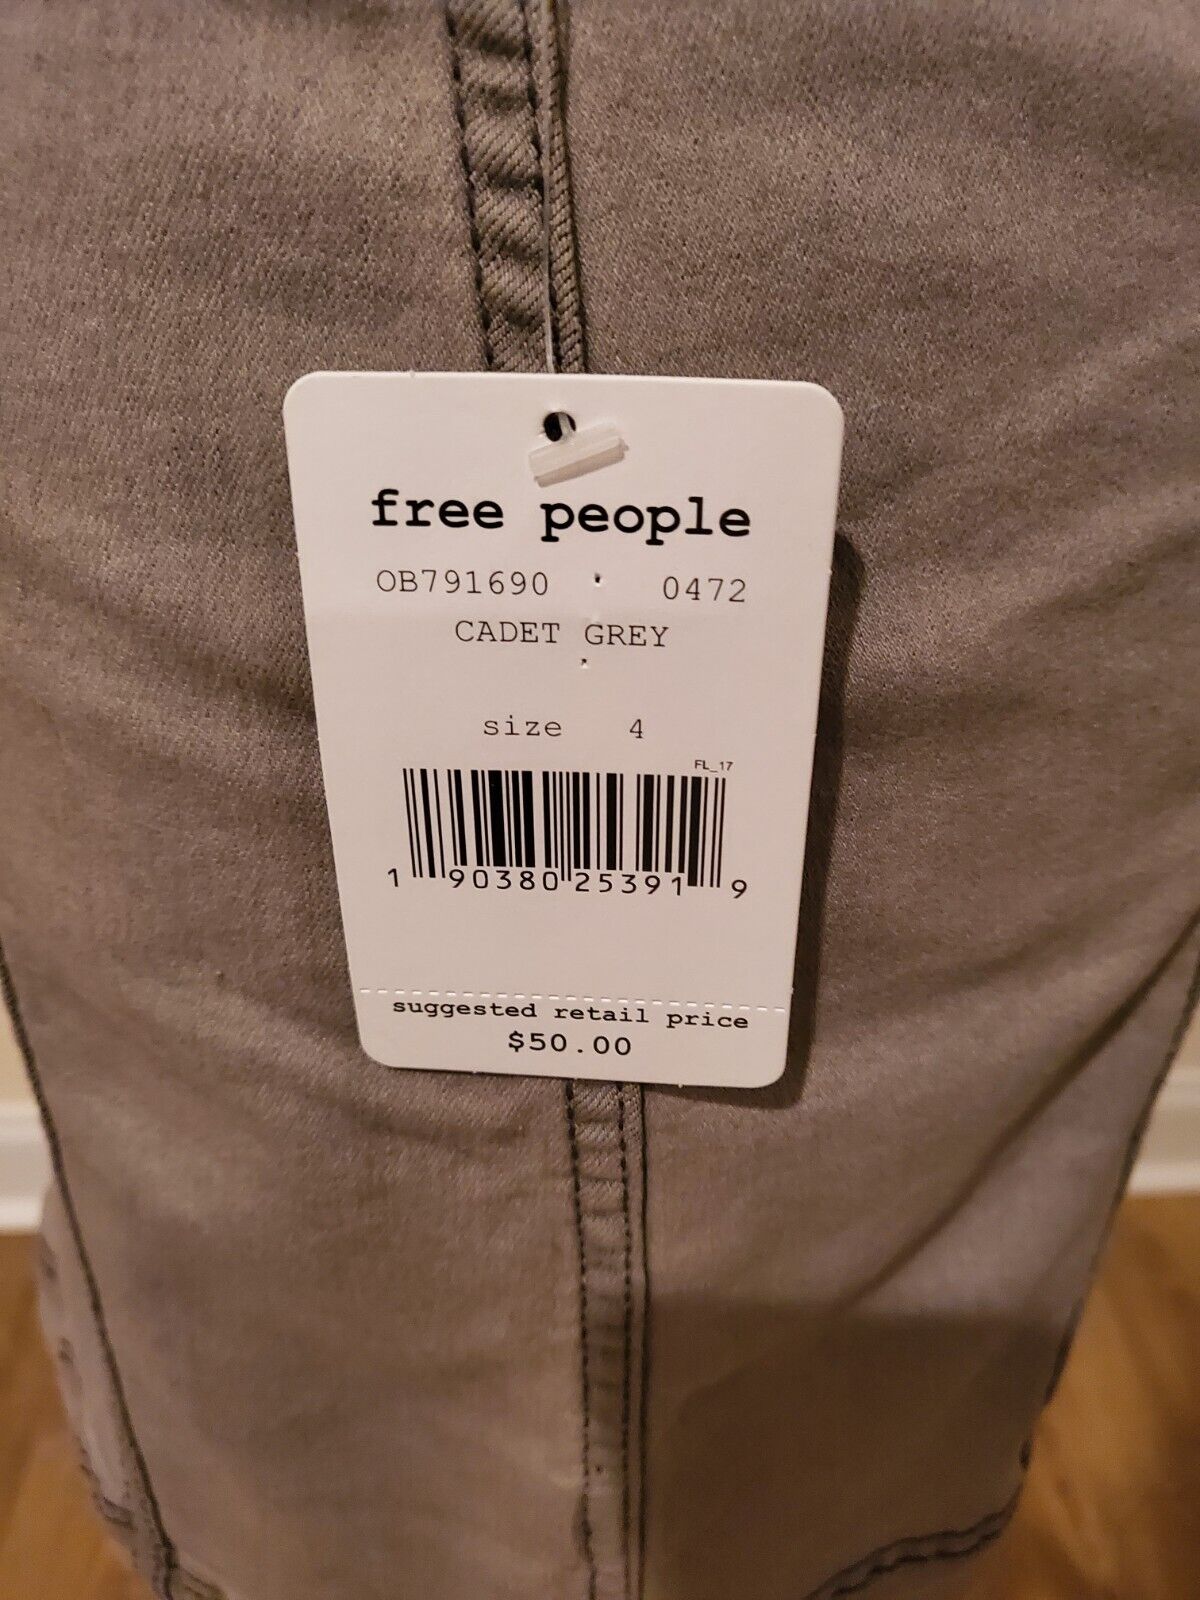 free people
OB791690 0472
CADET GREY
size 4
FL_17
1 90380 25391 9
suggested retail price
$50.00